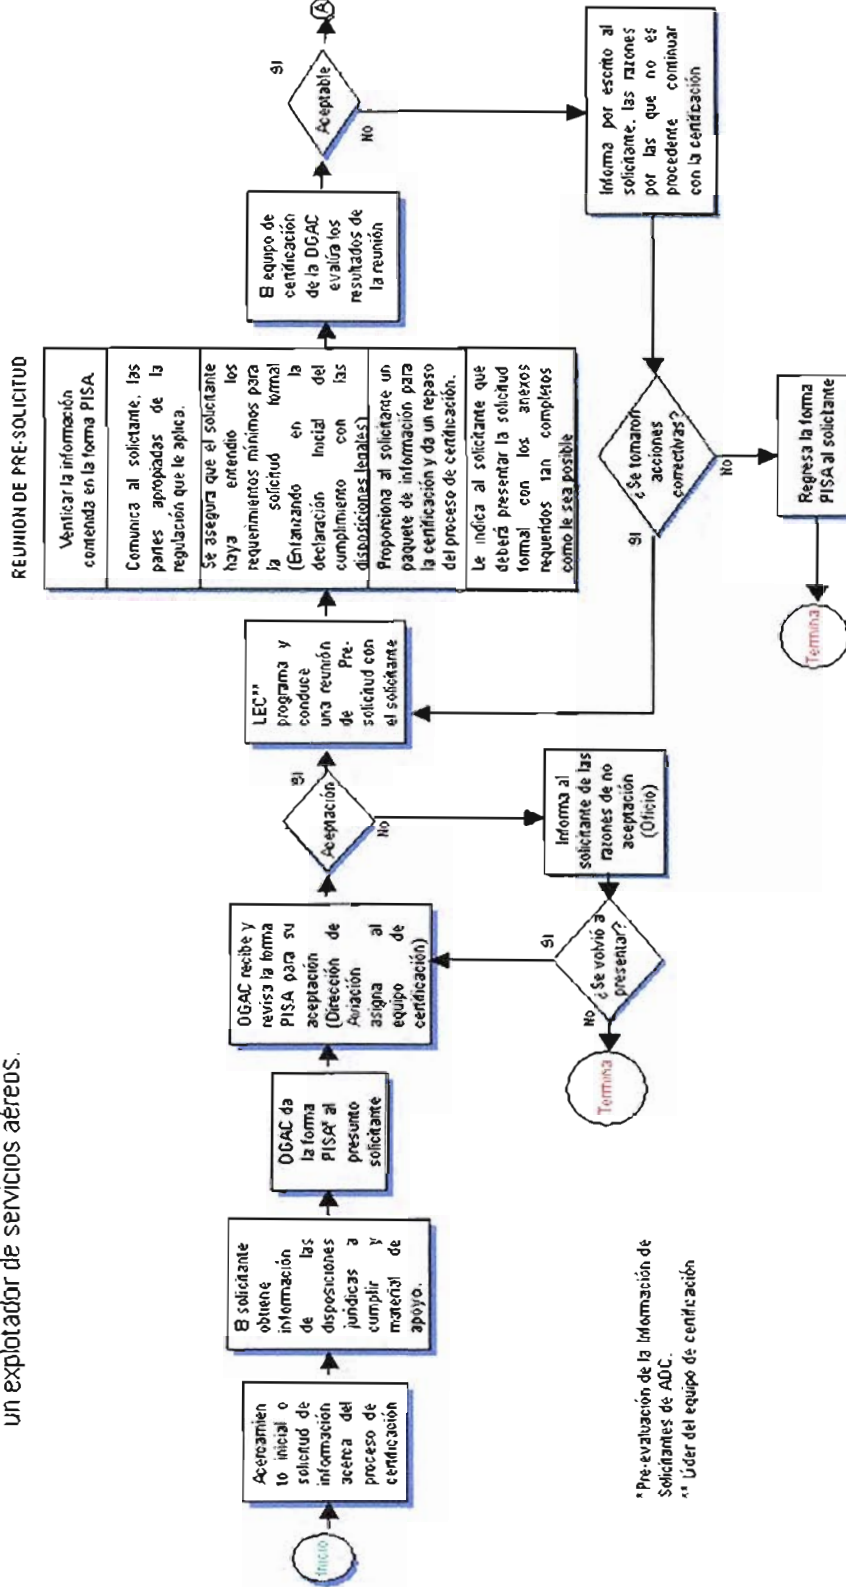 un explotador de servicios aéreos.
Inicio
Acercamien
to inicial o
solicitud de
información
acerca del
proceso de
certificación
El solicitante
obtiene
información
de las
disposiciones
jurídicas a
cumplir y
material de
apoyo.
DGAC da
la forma
PISA* al
presunto
solicitante
DGAC recibe y
revisa la forma
PISA para su
aceptación
(Dirección de
Aviación
asigna al
equipo de
certificación)
Aceptación
SI
No
Informa al
solicitante de las
razones de no
aceptación
(Oficio)
¿Se volvió a
presentar?
SI
No
Termina
LEC**
programa y
conduce
una reunión
de Pre-
solicitud con
el solicitante
REUNION DE PRE-SOLICITUD
Verificar la información
contenida en la forma PISA
Comunica al solicitante, las
partes apropiadas de la
regulación que le aplica.
Se asegura que el solicitante
haya entendio los
requerimientos mínimos para
la solicitud formal
(Enfatizando en la
declaración Inicial del
cumplimiento con las
disposiciones legales)
Proporciona al solicitante un
paquete de información para
la certificación y da un repaso
del proceso de certificación.
Le indica al solicitante que
deberá presentar la solicitud
formal con los anexos
requeridos tan completos
como le sea posible
El equipo de
certificación
de la DGAC
evalúa los
resultados de
la reunión
Aceptable
SI
A
No
Informa por escrito al
solicitante, las razones
por las que no es
procedente continuar
con la certificación
¿Se tomaron
acciones
correctivas?
SI
No
Regresa la forma
PISA al solicitante
Termina
* Pre-evaluación de la Información de
Solicitantes de ADC.
** Líder del equipo de certificación